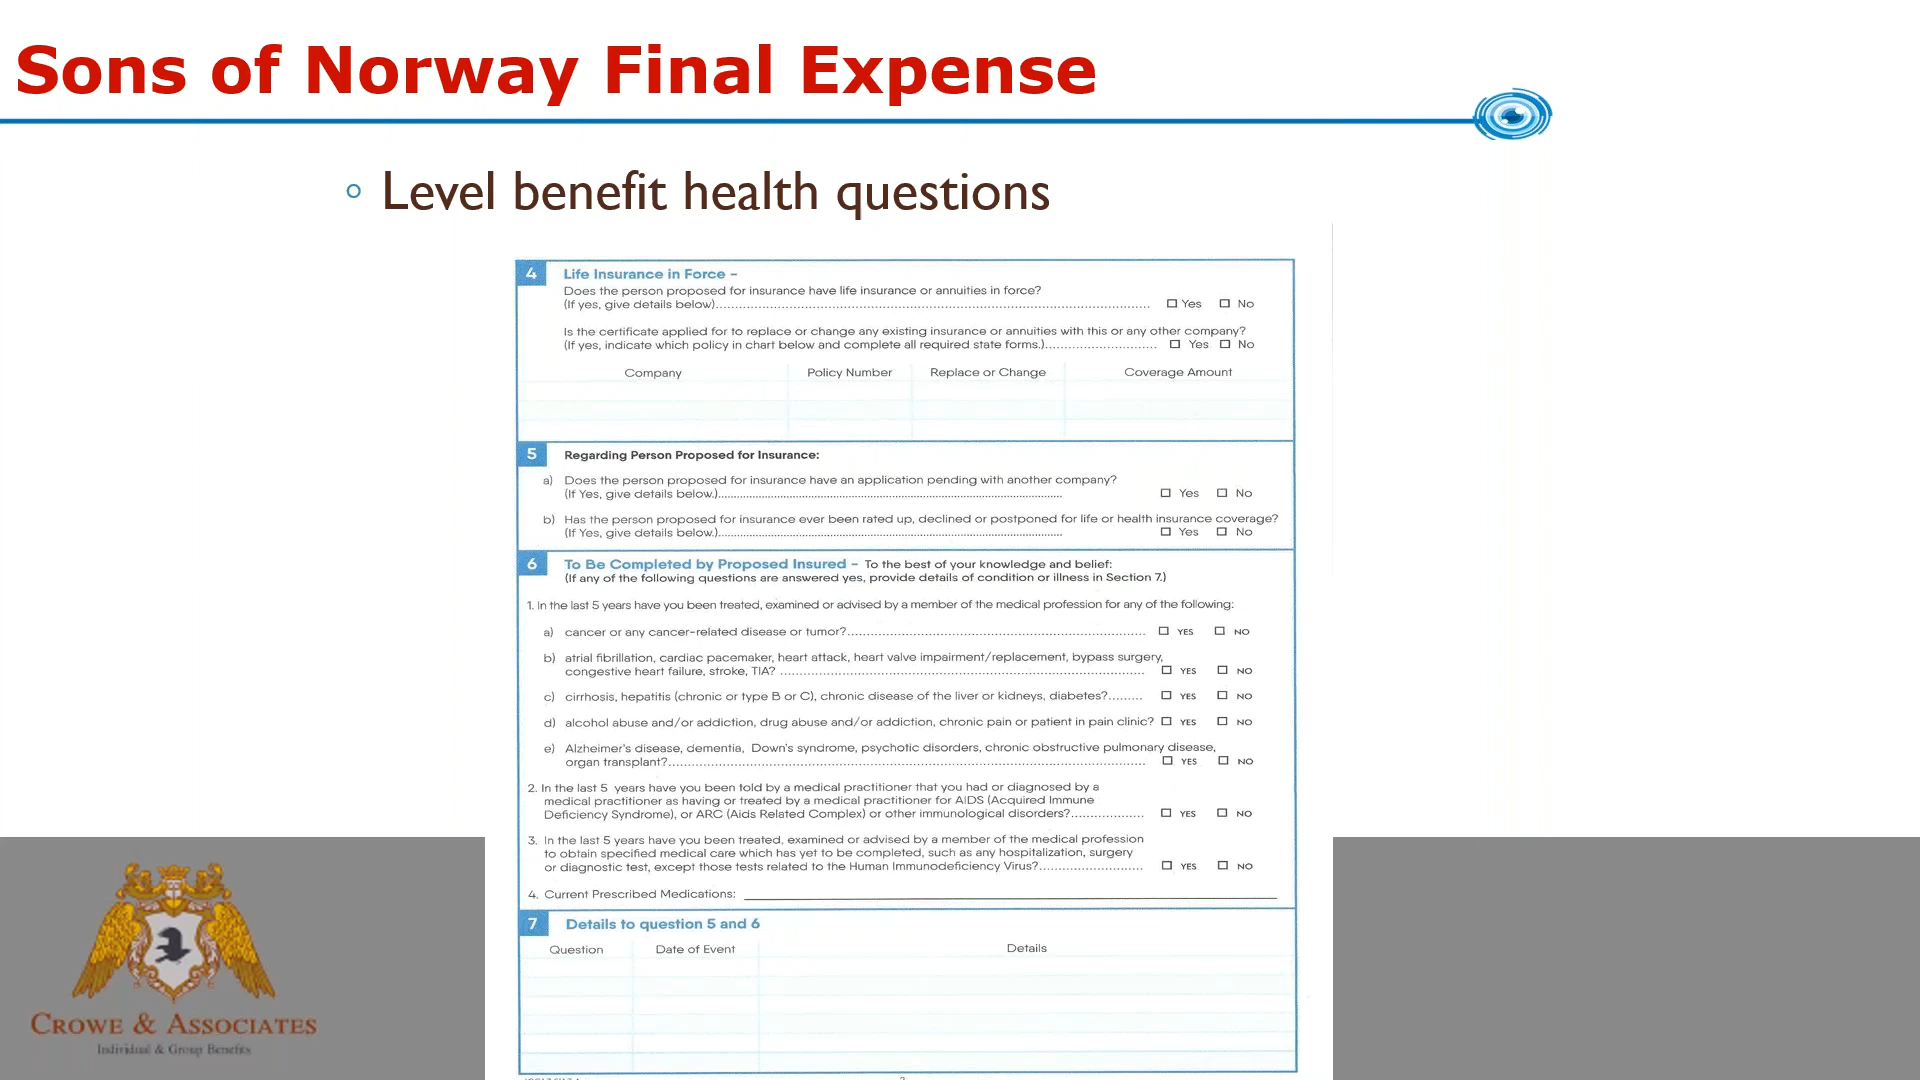 Sons of Norway Final Expense
Level benefit health questions
4 Life Insurance in Force –
Does the person proposed for insurance have life insurance or annuities in force?
(If yes, give details below)........ Yes No
Is the certificate applied for to replace or change any existing insurance or annuities with this or any other company?
(If yes, indicate which policy in chart below and complete all required state forms.)........ Yes No
Company Policy Number Replace or Change Coverage Amount
5 Regarding Person Proposed for Insurance:
a) Does the person proposed for insurance have an application pending with another company?
(If Yes, give details below.)........ Yes No
b) Has the person proposed for insurance ever been rated up, declined or postponed for life or health insurance coverage?
(If Yes, give details below.)........ Yes No
6 To Be Completed by Proposed Insured – To the best of your knowledge and belief:
(If any of the following questions are answered yes, provide details of condition or illness in Section 7.)
1. In the last 5 years have you been treated, examined or advised by a member of the medical profession for any of the following:
a) cancer or any cancer-related disease or tumor?........ YES NO
b) atrial fibrillation, cardiac pacemaker, heart attack, heart valve impairment/replacement, bypass surgery,
congestive heart failure, stroke, TIA? ........ YES NO
c) cirrhosis, hepatitis (chronic or type B or C), chronic disease of the liver or kidneys, diabetes?........ YES NO
d) alcohol abuse and/or addiction, drug abuse and/or addiction, chronic pain or patient in pain clinic? YES NO
e) Alzheimer's disease, dementia, Down's syndrome, psychotic disorders, chronic obstructive pulmonary disease,
organ transplant?........ YES NO
2. In the last 5 years have you been told by a medical practitioner that you had or diagnosed by a
medical practitioner as having or treated by a medical practitioner for AIDS (Acquired Immune
Deficiency Syndrome), or ARC (Aids Related Complex) or other immunological disorders?........ YES NO
3. In the last 5 years have you been treated, examined or advised by a member of the medical profession
to obtain specified medical care which has yet to be completed, such as any hospitalization, surgery
or diagnostic test, except those tests related to the Human Immunodeficiency Virus?........ YES NO
4. Current Prescribed Medications:
7 Details to question 5 and 6
Question Date of Event Details
CROWE & ASSOCIATES
Individual & Group Benefits